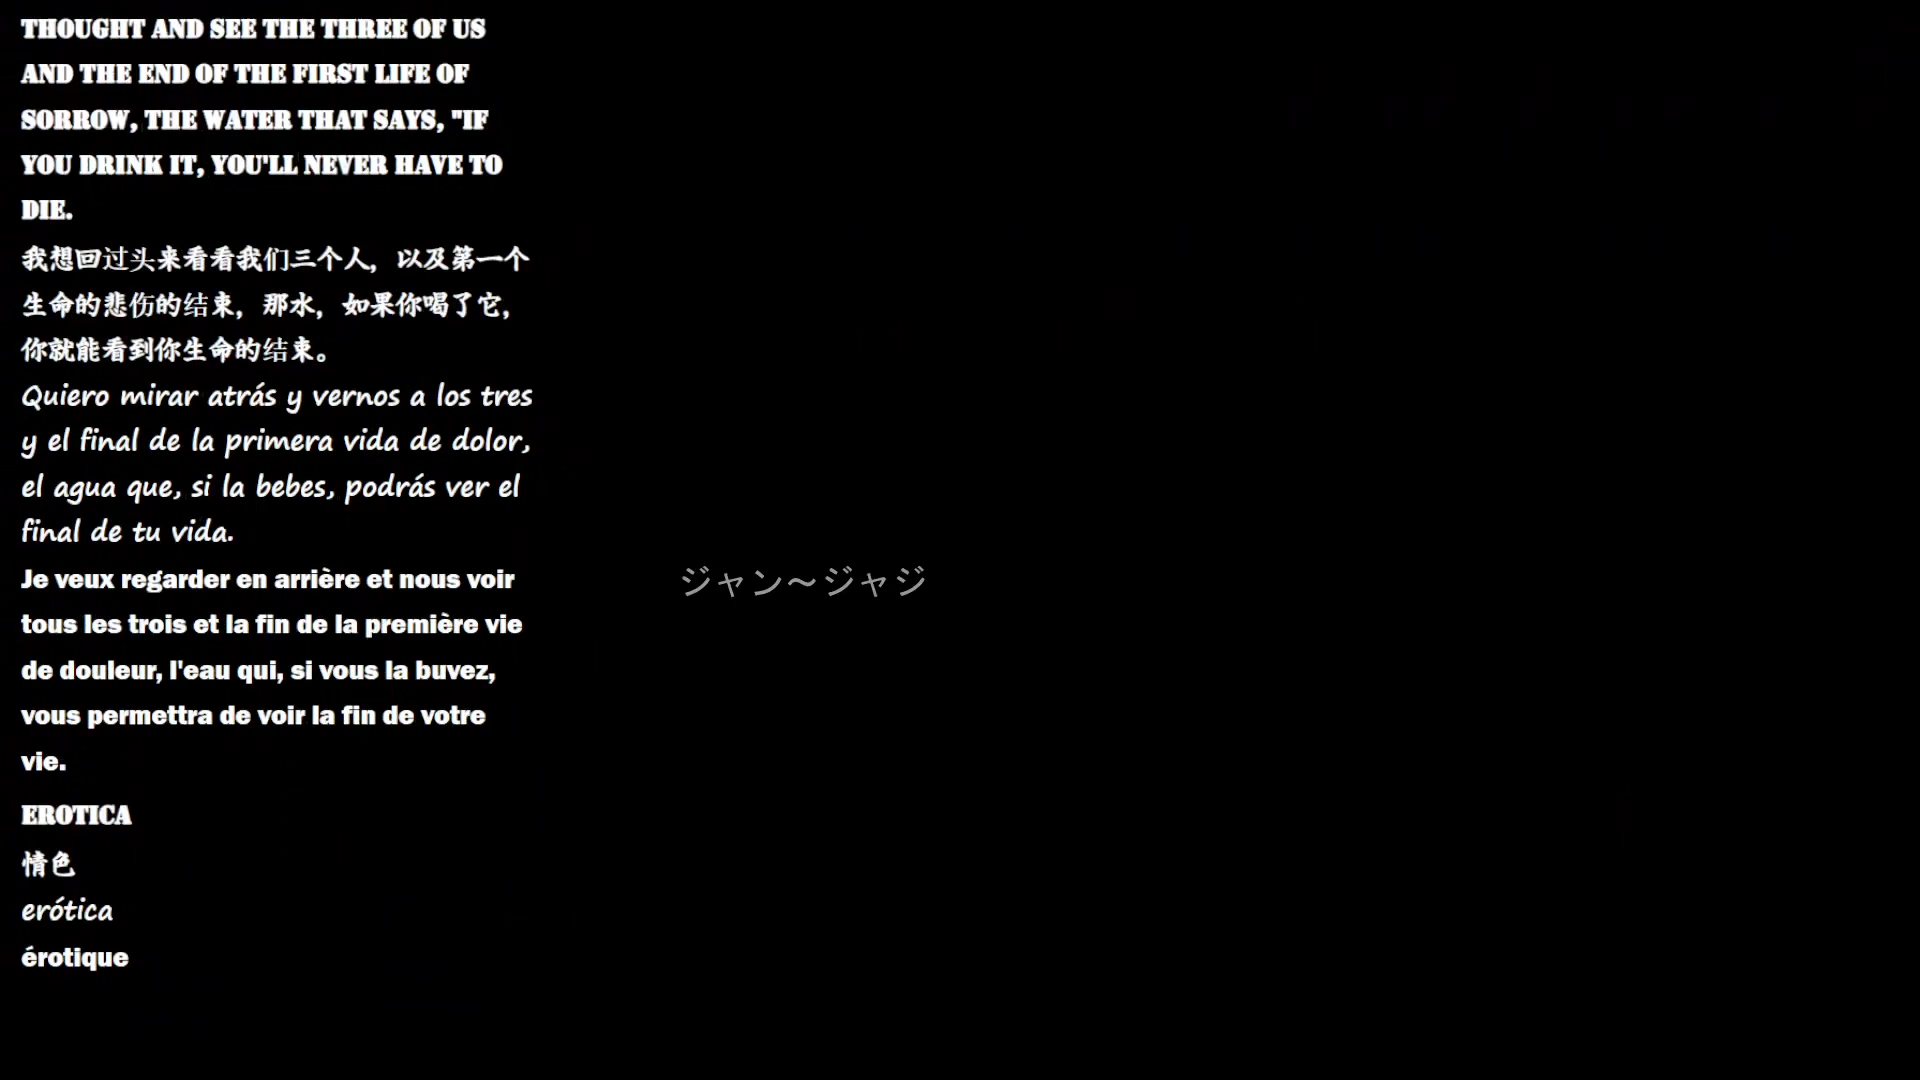 THOUGHT AND SEE THE THREE OF US
AND THE END OF THE FIRST LIFE OF
SORROW, THE WATER THAT SAYS, "IF
YOU DRINK IT, YOU'LL NEVER HAVE TO
DIE.
我想回过头来看看我们三个人，以及第一个
生命的悲伤的结束，那水，如果你喝了它，
你就能看到你生命的结束。
Quiero mirar atrás y vernos a los tres
y el final de la primera vida de dolor,
el agua que, si la bebes, podrás ver el
final de tu vida.
Je veux regarder en arrière et nous voir
tous les trois et la fin de la première vie
de douleur, l'eau qui, si vous la buvez,
vous permettra de voir la fin de votre
vie.
EROTICA
情色
erótica
érotique
ジャン～ジャジ